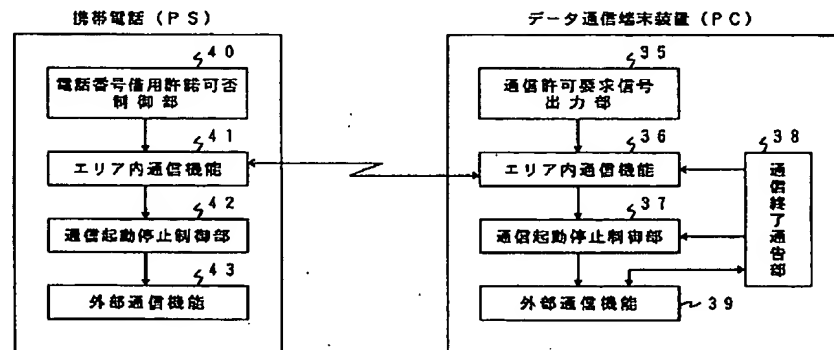 携帯電話（PS）
データ通信端末装置（PC）
40
電話番号借用許諾可否
制御部
41
エリア内通信機能
42
通信起動停止制御部
43
外部通信機能
35
通信許可要求信号
出力部
36
エリア内通信機能
37
通信起動停止制御部
外部通信機能
39
38
通信終了通告部